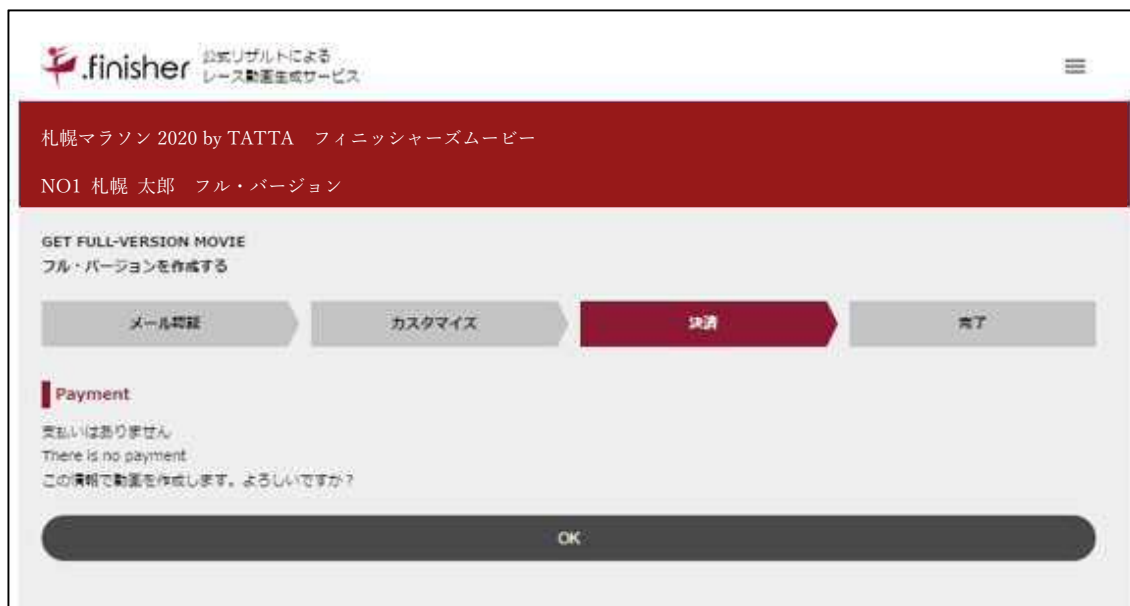 .finisher 公式リザルトによる
レース動画生成サービス
札幌マラソン 2020 by TATTA　フィニッシャーズムービー
NO1 札幌 太郎　フル・バージョン
GET FULL-VERSION MOVIE
フル・バージョンを作成する
メール認証
カスタマイズ
決済
完了
Payment
支払いはありません
There is no payment
この情報で動画を作成します。よろしいですか？
OK